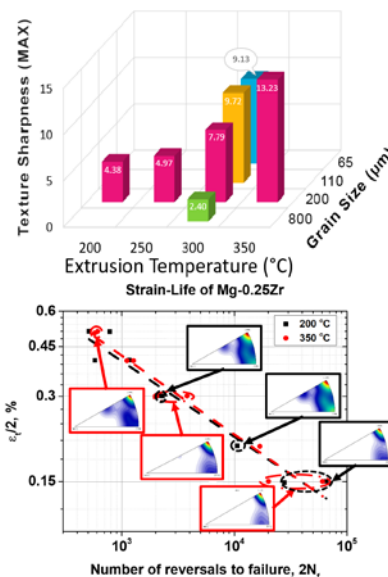 Texture Sharpness (MAX)
15
10
5
0
9.13
13.23
9.72
7.79
4.97
4.38
2.40
65
110
200
800
Grain Size (µm)
200 250 300 350
Extrusion Temperature (°C)
Strain-Life of Mg-0.25Zr
0.6
0.45
0.3
0.15
εt/2, %
200 °C
350 °C
10³ 10⁴ 10⁵
Number of reversals to failure, 2Nf